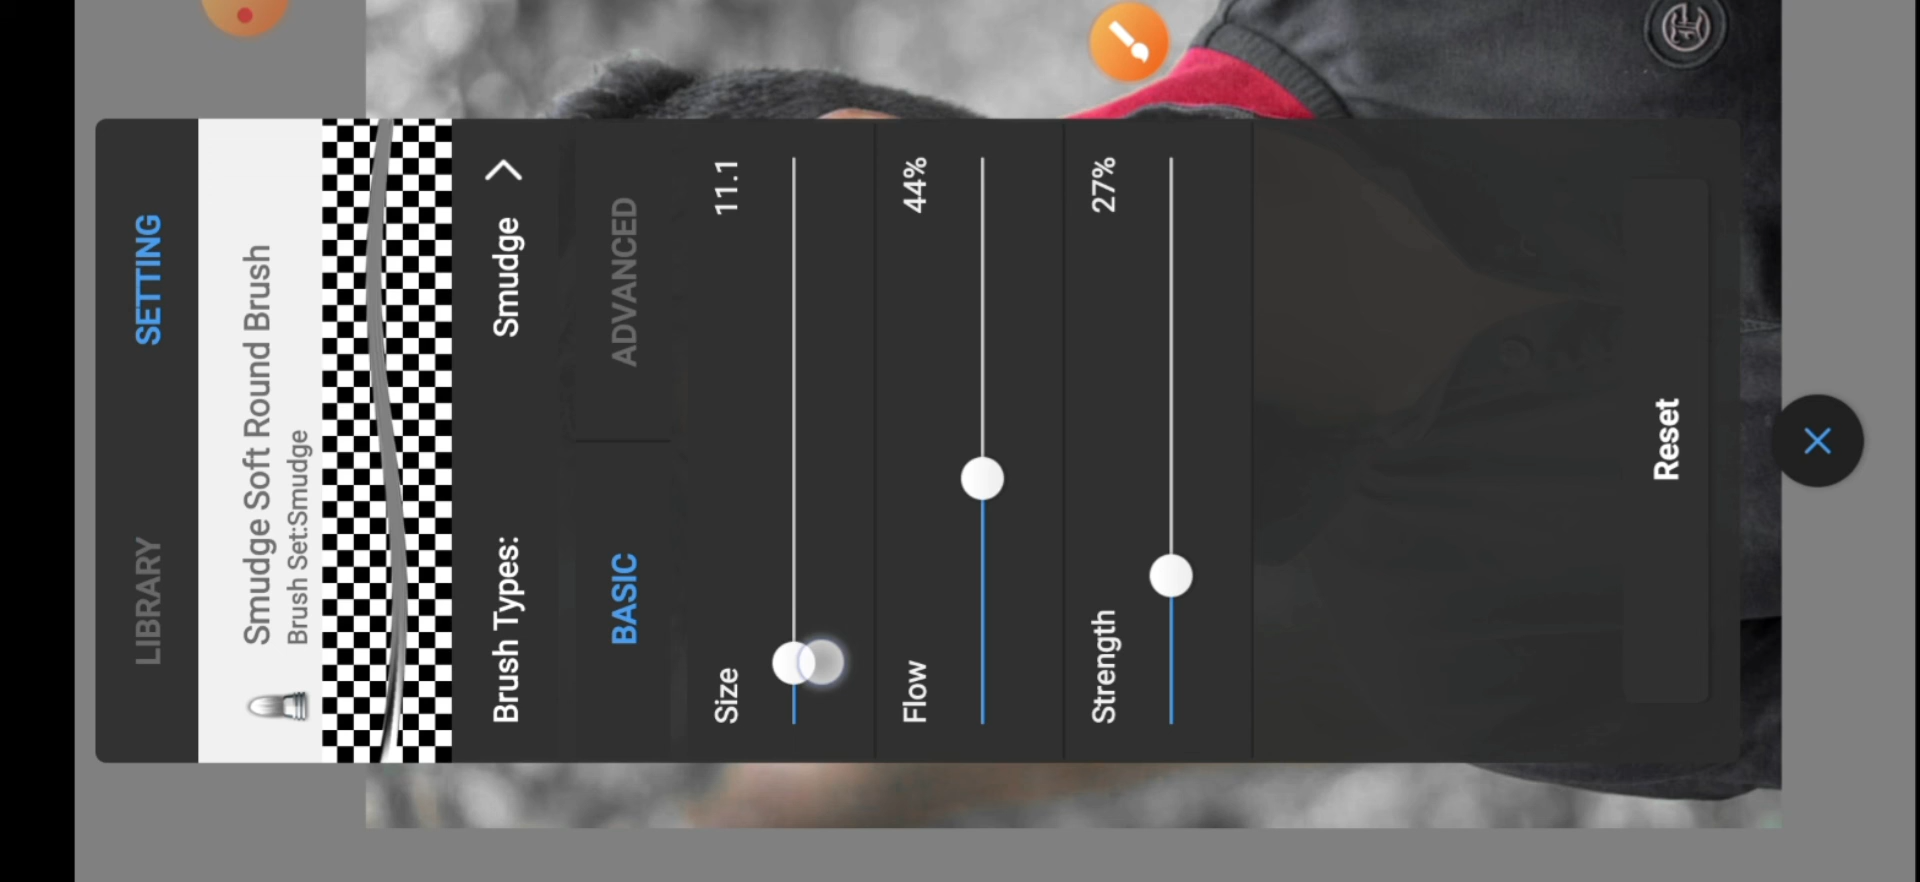 LIBRARY SETTING
Smudge Soft Round Brush
Brush Set:Smudge
Brush Types: Smudge
BASIC ADVANCED
Size 11.1
Flow 44%
Strength 27%
Reset